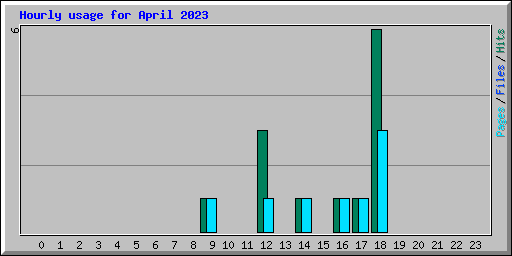 Hourly usage for April 2023
6
Pages/Files/Hits
0 1 2 3 4 5 6 7 8 9 10 11 12 13 14 15 16 17 18 19 20 21 22 23